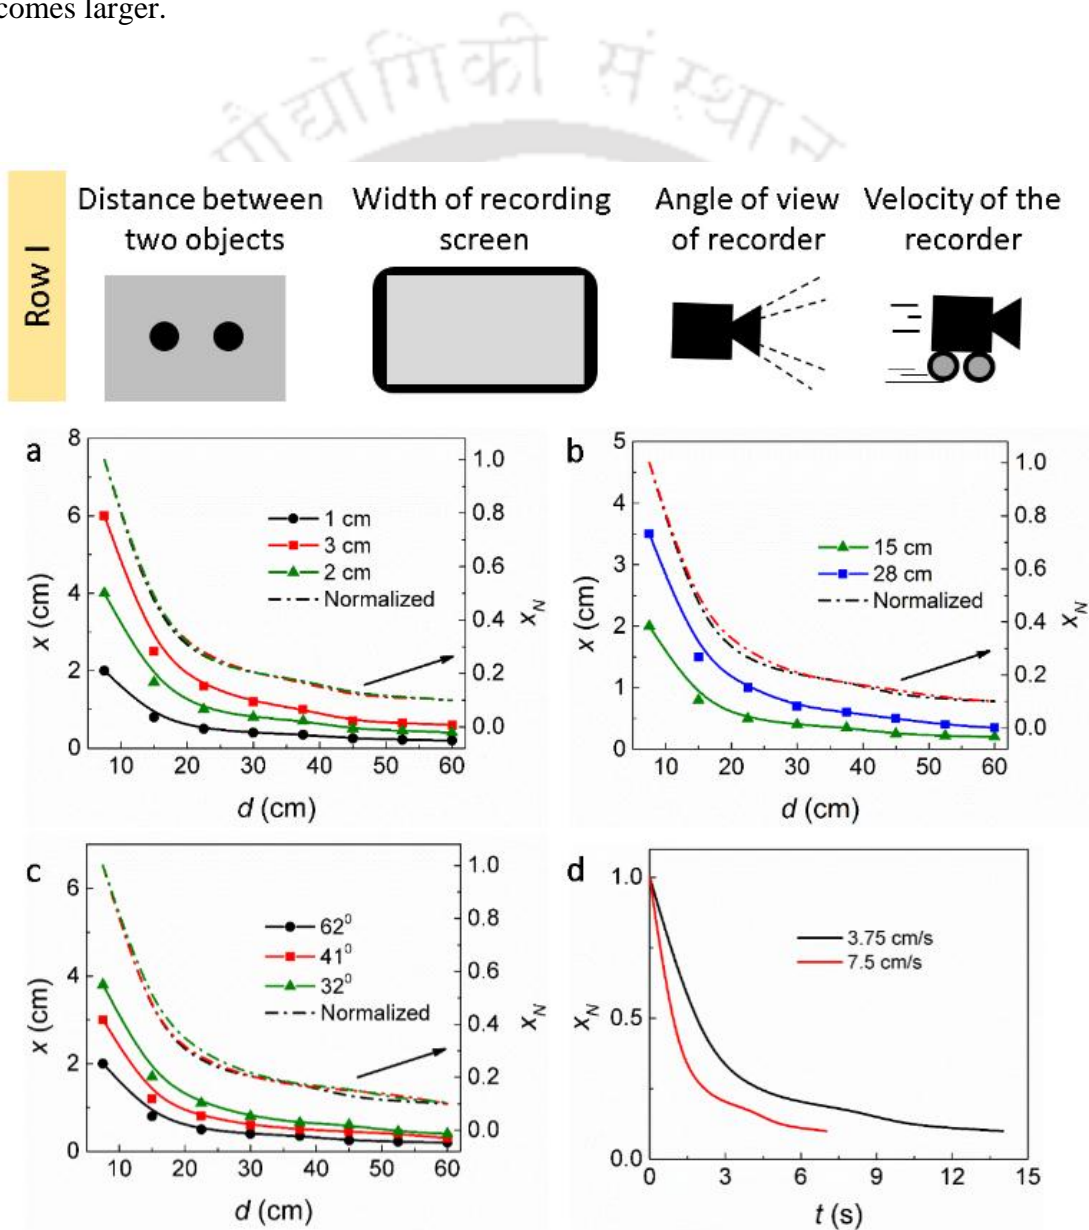 comes larger.
औद्योगिकी संस्थान
Distance between
two objects
Width of recording
screen
Angle of view
of recorder
Velocity of the
recorder
Row I
a
8
6
4
2
0
x (cm)
10 20 30 40 50 60
d (cm)
1.0
0.8
0.6
0.4
0.2
0.0
x_N
1 cm
3 cm
2 cm
Normalized
b
5
4
3
2
1
0
x (cm)
10 20 30 40 50 60
d (cm)
1.0
0.8
0.6
0.4
0.2
0.0
x_N
15 cm
28 cm
Normalized
c
6
4
2
0
x (cm)
10 20 30 40 50 60
d (cm)
1.0
0.8
0.6
0.4
0.2
0.0
x_N
62⁰
41⁰
32⁰
Normalized
d
1.0
0.5
0.0
x_N
0 3 6 9 12 15
t (s)
3.75 cm/s
7.5 cm/s